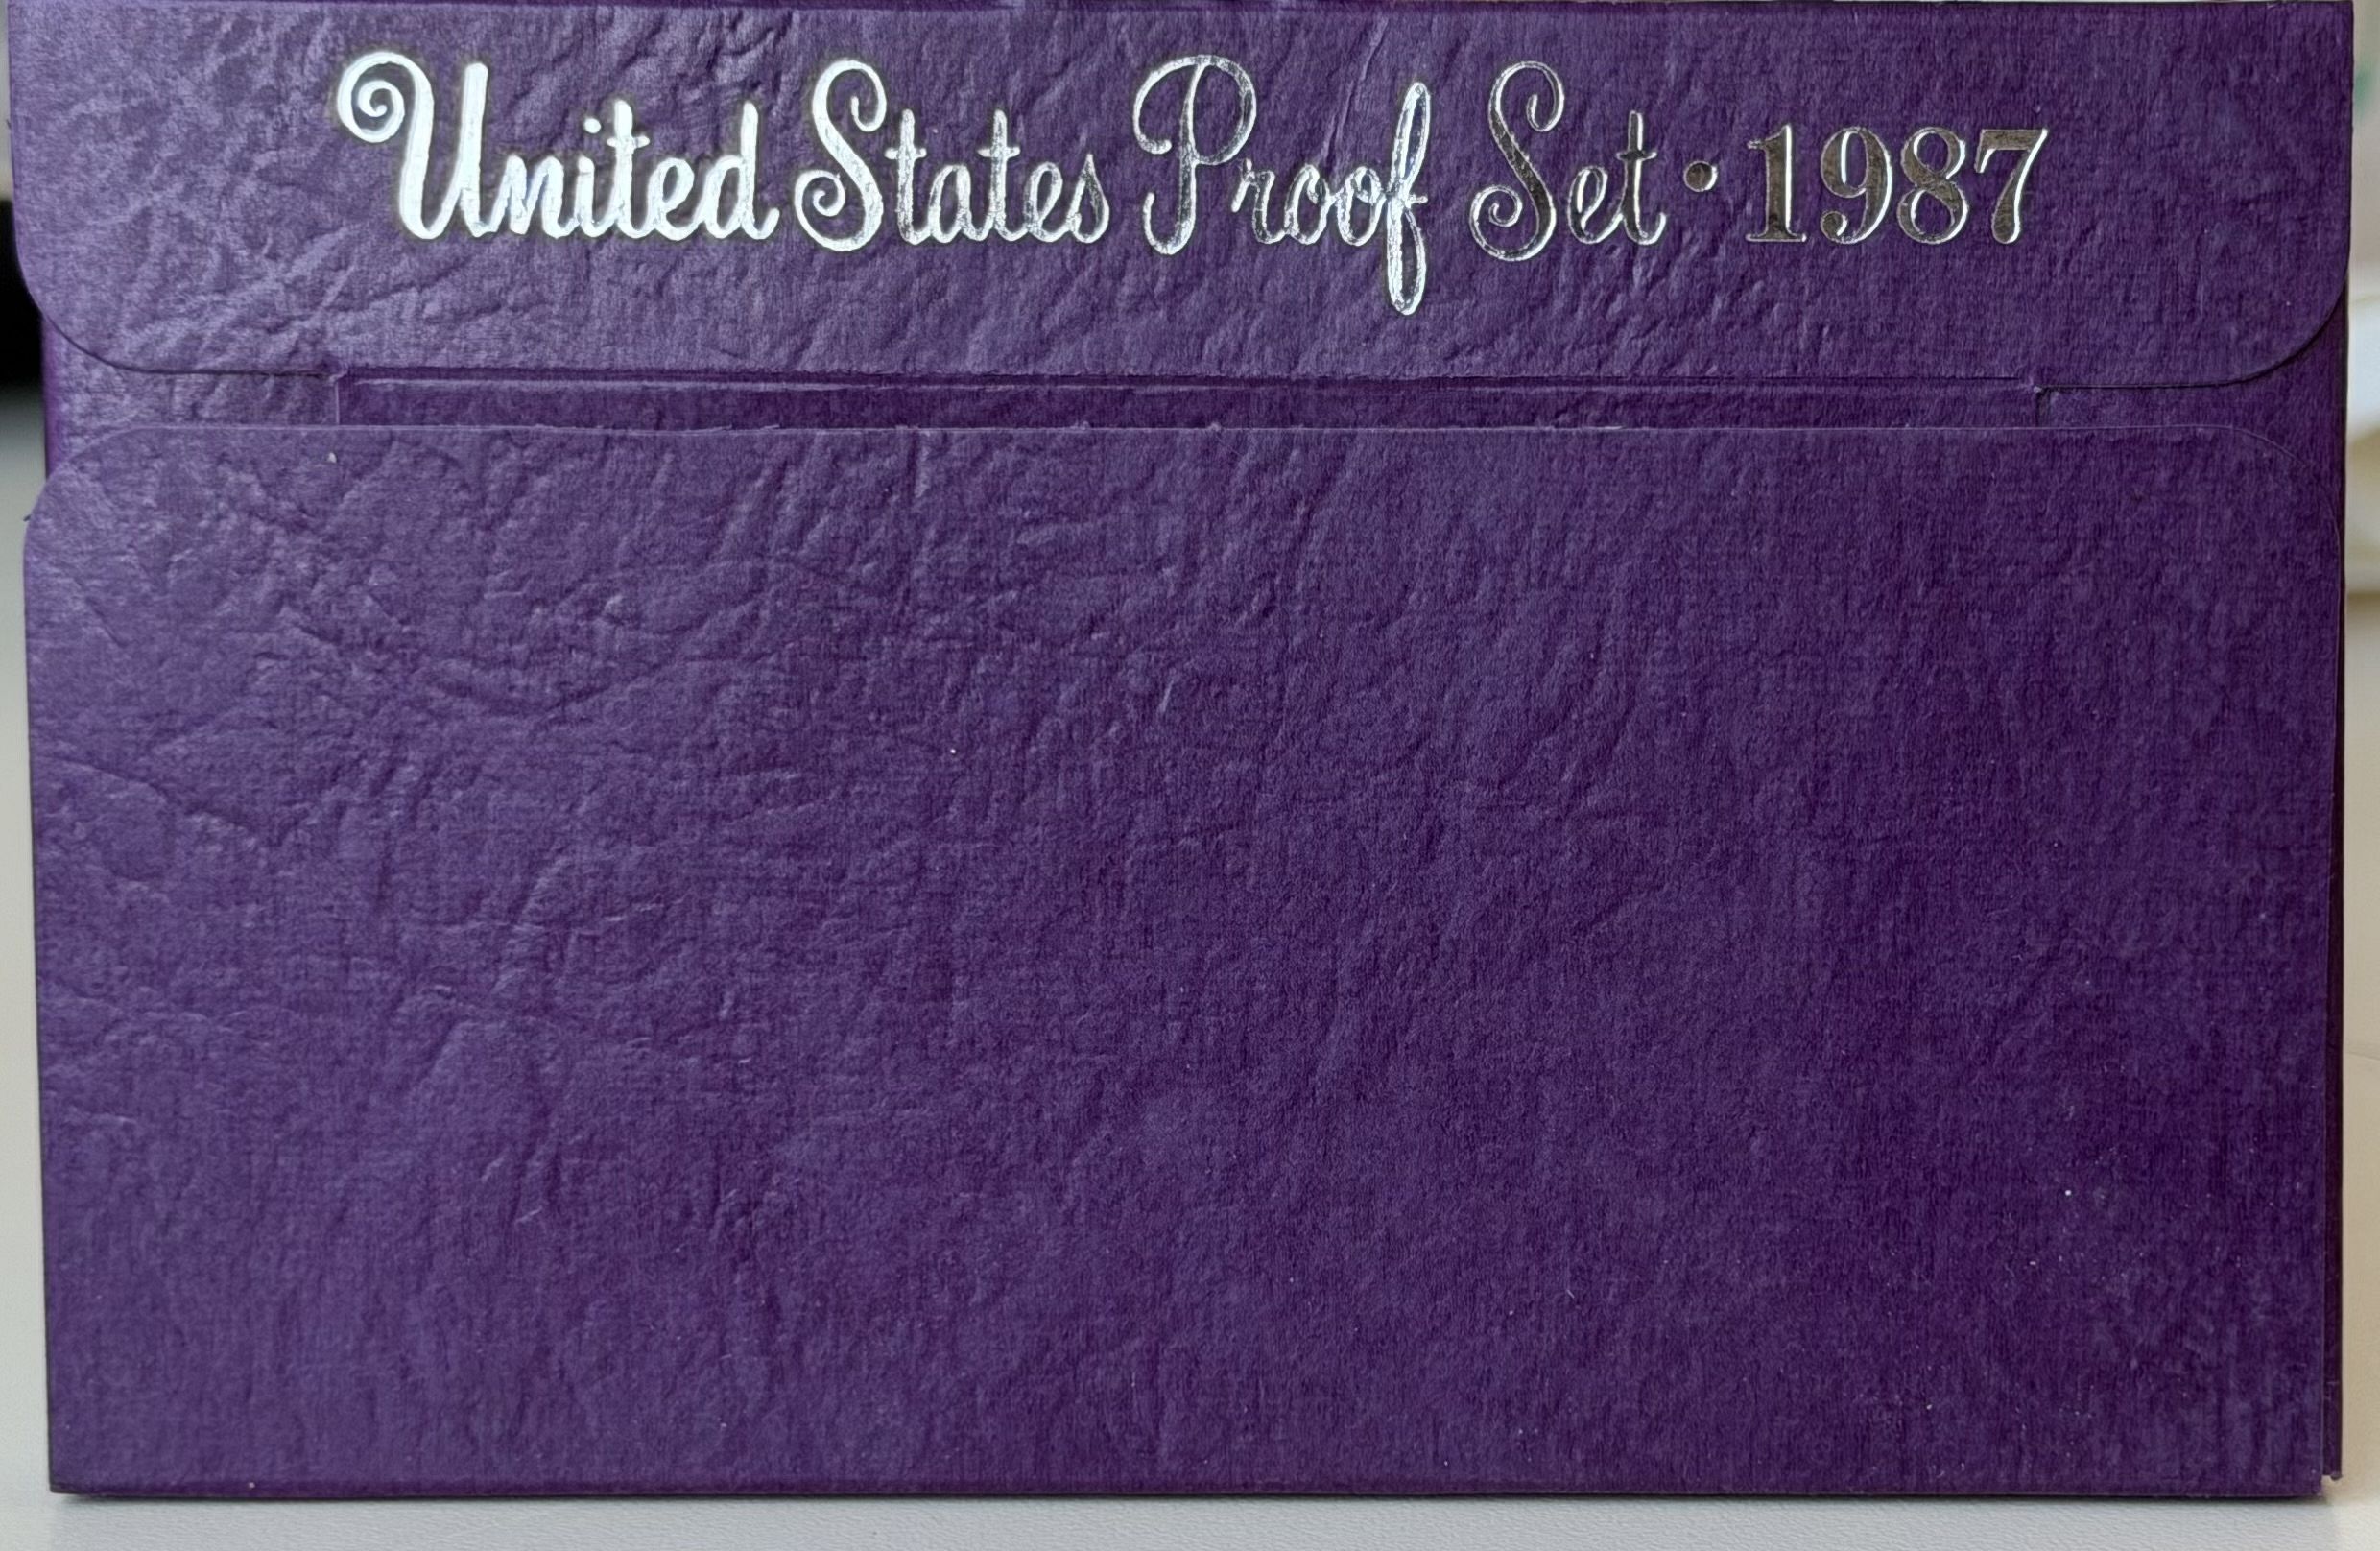 United States Proof Set • 1987